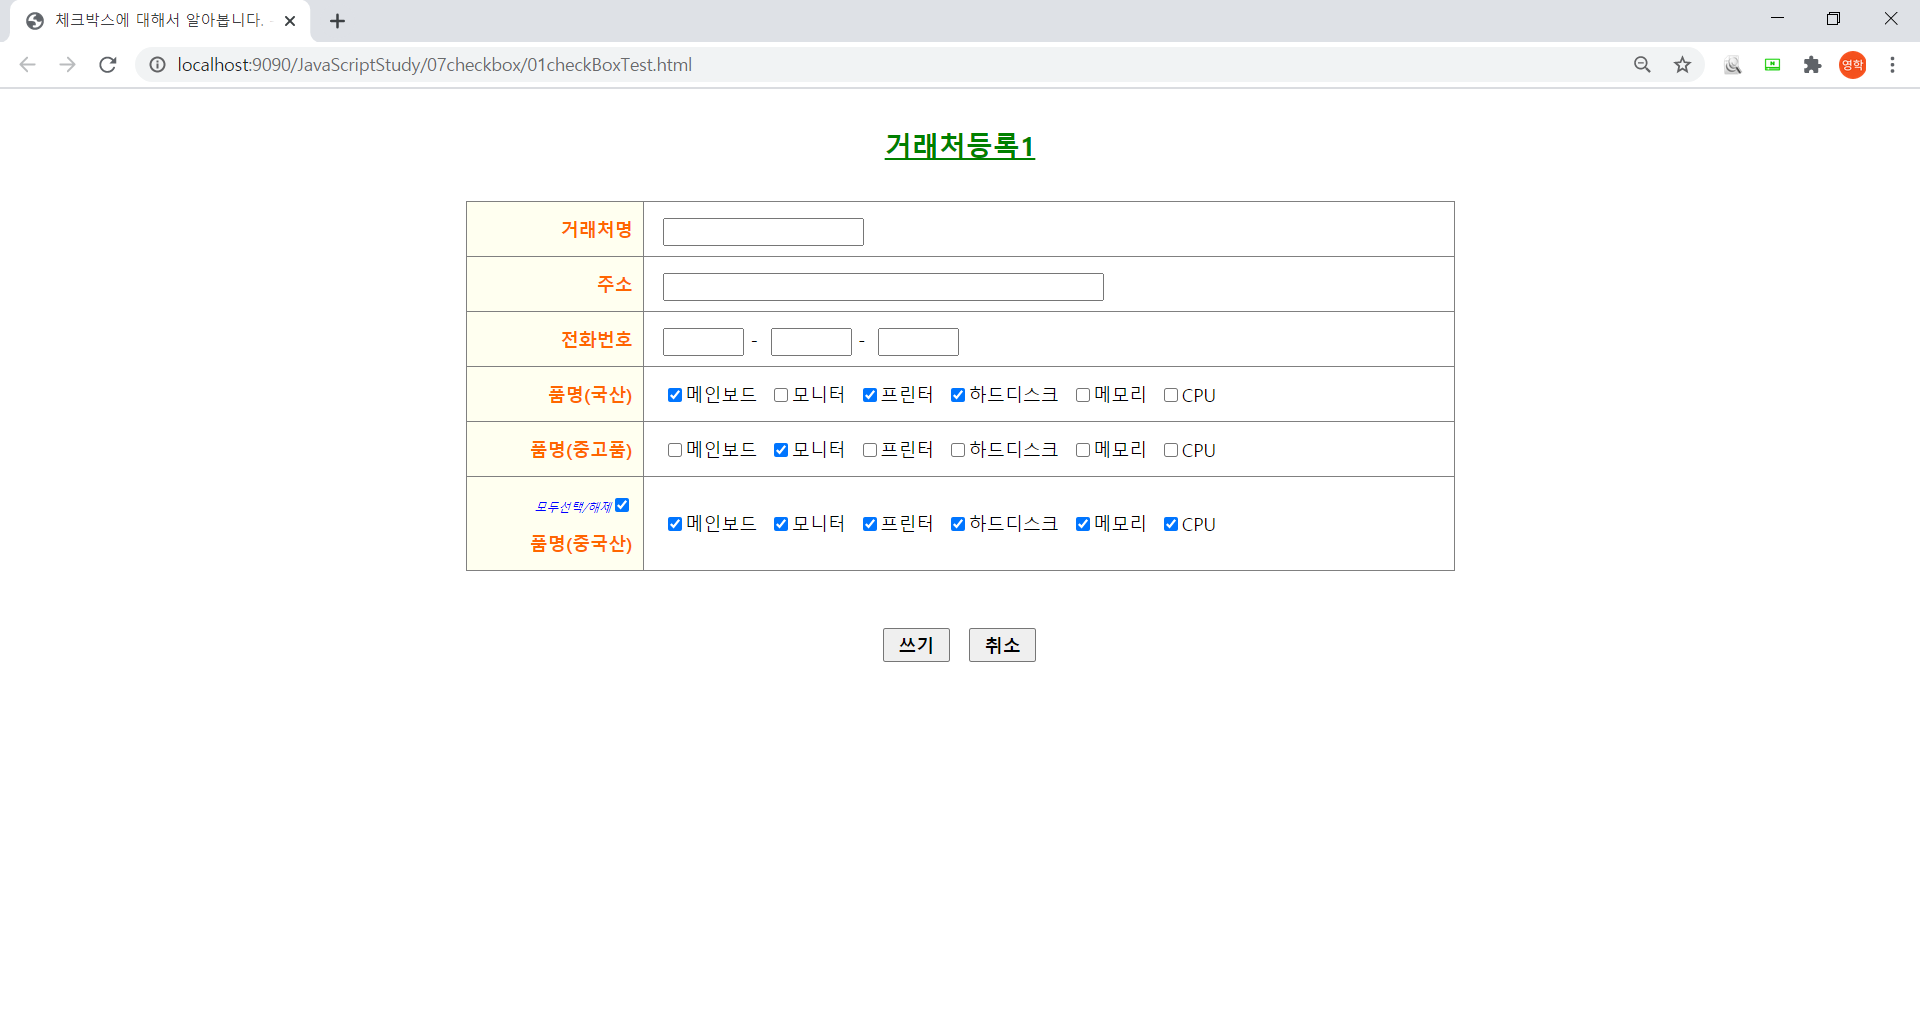 체크박스에 대해서 알아봅니다.
localhost:9090/JavaScriptStudy/07checkbox/01checkBoxTest.html
영학
거래처등록1
거래처명
주소
전화번호 - -
품명(국산) 메인보드 모니터 프린터 하드디스크 메모리 CPU
품명(중고품) 메인보드 모니터 프린터 하드디스크 메모리 CPU
모두선택/해제
품명(중국산) 메인보드 모니터 프린터 하드디스크 메모리 CPU
쓰기 취소